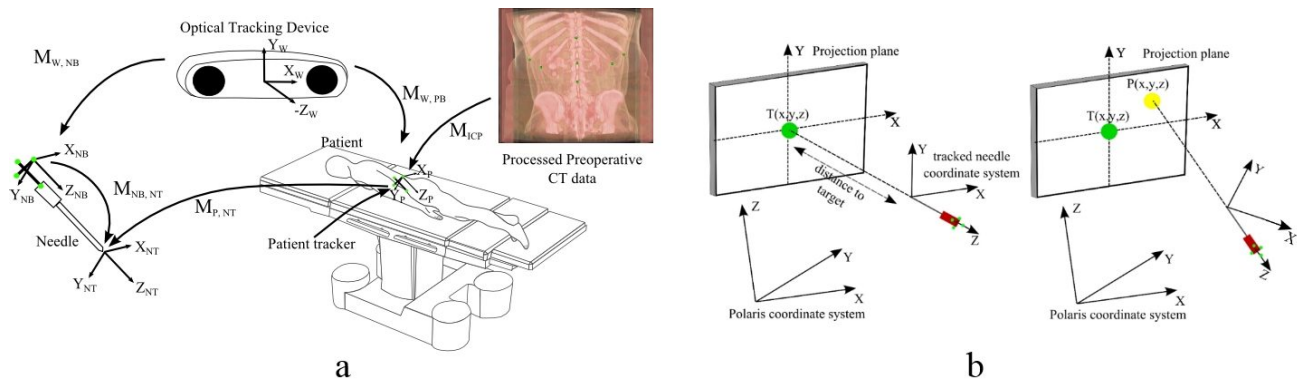 Optical Tracking Device
Y_W
X_W
-Z_W
M_W, NB
M_W, PB
M_ICP
Processed Preoperative
CT data
Patient
X_P
Y_P
Z_P
Patient tracker
M_P, NT
X_NB
Y_NB
Z_NB
M_NB, NT
Needle
X_NT
Y_NT
Z_NT
a
Y
Projection plane
T(x,y,z)
X
distance to
target
Y
tracked needle
coordinate system
X
Z
Z
Y
X
Polaris coordinate system
Y
Projection plane
P(x,y,z)
T(x,y,z)
X
Y
X
Z
Z
Y
X
Polaris coordinate system
b